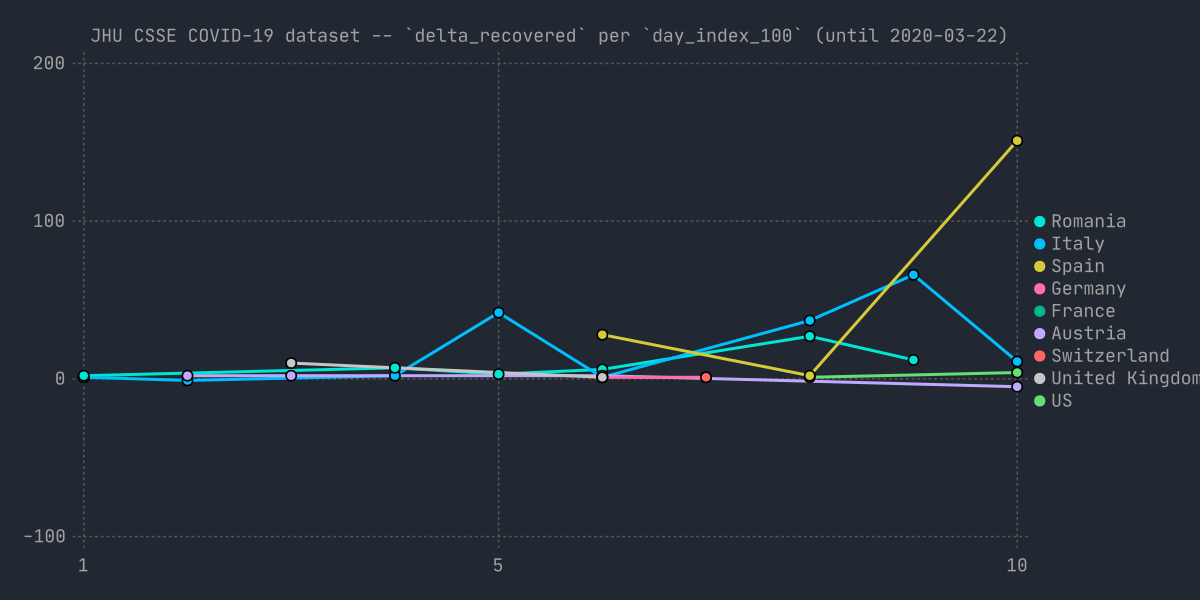 JHU CSSE COVID-19 dataset -- `delta_recovered` per `day_index_100` (until 2020-03-22)
200
100
0
-100
1 5 10
Romania
Italy
Spain
Germany
France
Austria
Switzerland
United Kingdom
US